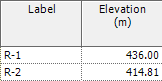 Label Elevation
(m)
R-1 436.00
R-2 414.81